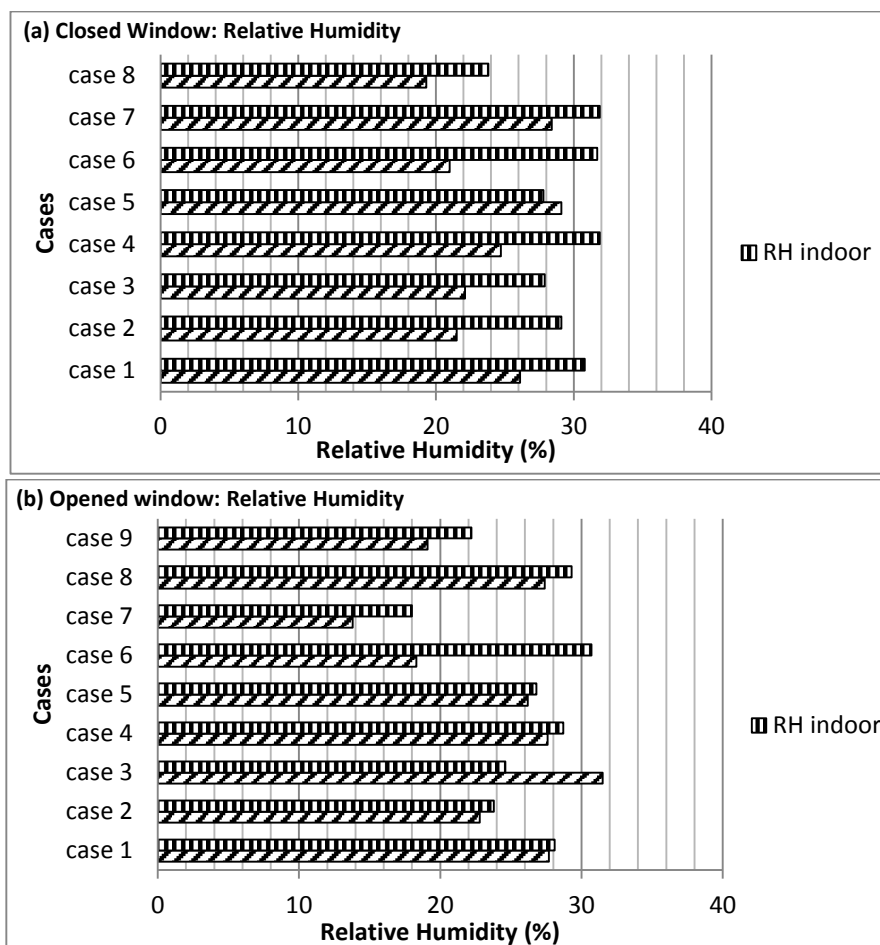 (a) Closed Window: Relative Humidity
case 8
case 7
case 6
case 5
case 4
case 3
case 2
case 1
Cases
RH indoor
0 10 20 30 40
Relative Humidity (%)
(b) Opened window: Relative Humidity
case 9
case 8
case 7
case 6
case 5
case 4
case 3
case 2
case 1
Cases
RH indoor
0 10 20 30 40
Relative Humidity (%)